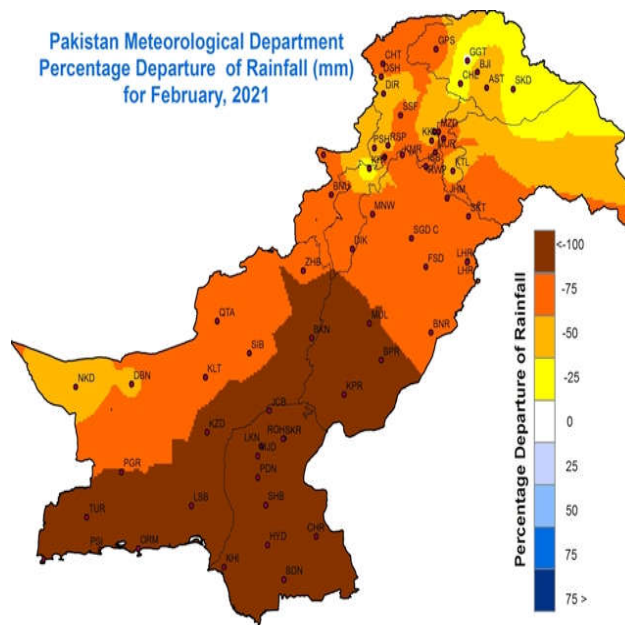 Pakistan Meteorological Department
Percentage Departure of Rainfall (mm)
for February, 2021
GPS
CHT
GGT
DSH
BJI
CHL
AST
SKD
DIR
SSF
MZD
PSH
RSP
KK
MUR
KMR
RWP
KTL
BNU
JHM
MNW
SKT
SGD C
DIK
LHR
FSD
LHR
ZHB
QTA
MUL
BNR
BKN
SIB
BPR
NKD
DBN
KLT
KPR
JCB
KZD
ROH
SKR
LKN
MJD
PGR
PDN
LSB
SHB
TUR
CHR
PSI
ORM
HYD
KHI
BDN
Percentage Departure of Rainfall
<-100
-75
-50
-25
0
25
50
75
75 >